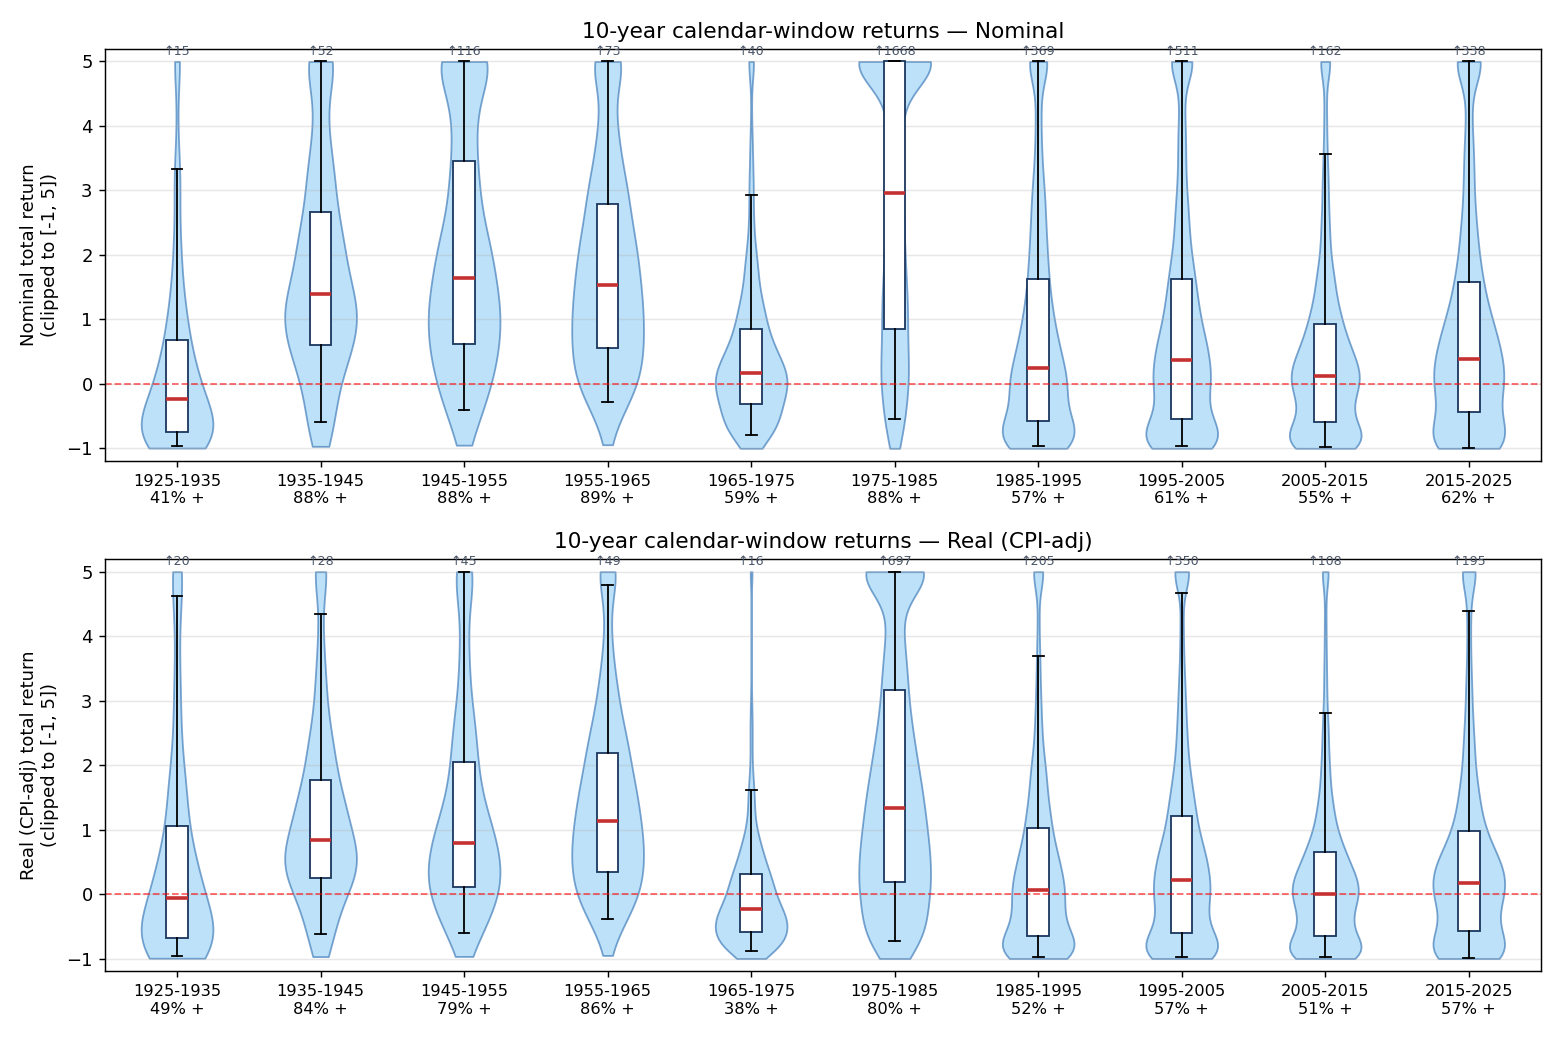 10-year calendar-window returns — Nominal
↑15 ↑52 ↑116 ↑73 ↑40 ↑1668 ↑369 ↑511 ↑162 ↑338
Nominal total return
(clipped to [-1, 5])
5
4
3
2
1
0
−1
1925-1935 1935-1945 1945-1955 1955-1965 1965-1975 1975-1985 1985-1995 1995-2005 2005-2015 2015-2025
41% + 88% + 88% + 89% + 59% + 88% + 57% + 61% + 55% + 62% +
10-year calendar-window returns — Real (CPI-adj)
↑20 ↑28 ↑45 ↑49 ↑16 ↑697 ↑205 ↑350 ↑108 ↑195
Real (CPI-adj) total return
(clipped to [-1, 5])
5
4
3
2
1
0
−1
1925-1935 1935-1945 1945-1955 1955-1965 1965-1975 1975-1985 1985-1995 1995-2005 2005-2015 2015-2025
49% + 84% + 79% + 86% + 38% + 80% + 52% + 57% + 51% + 57% +